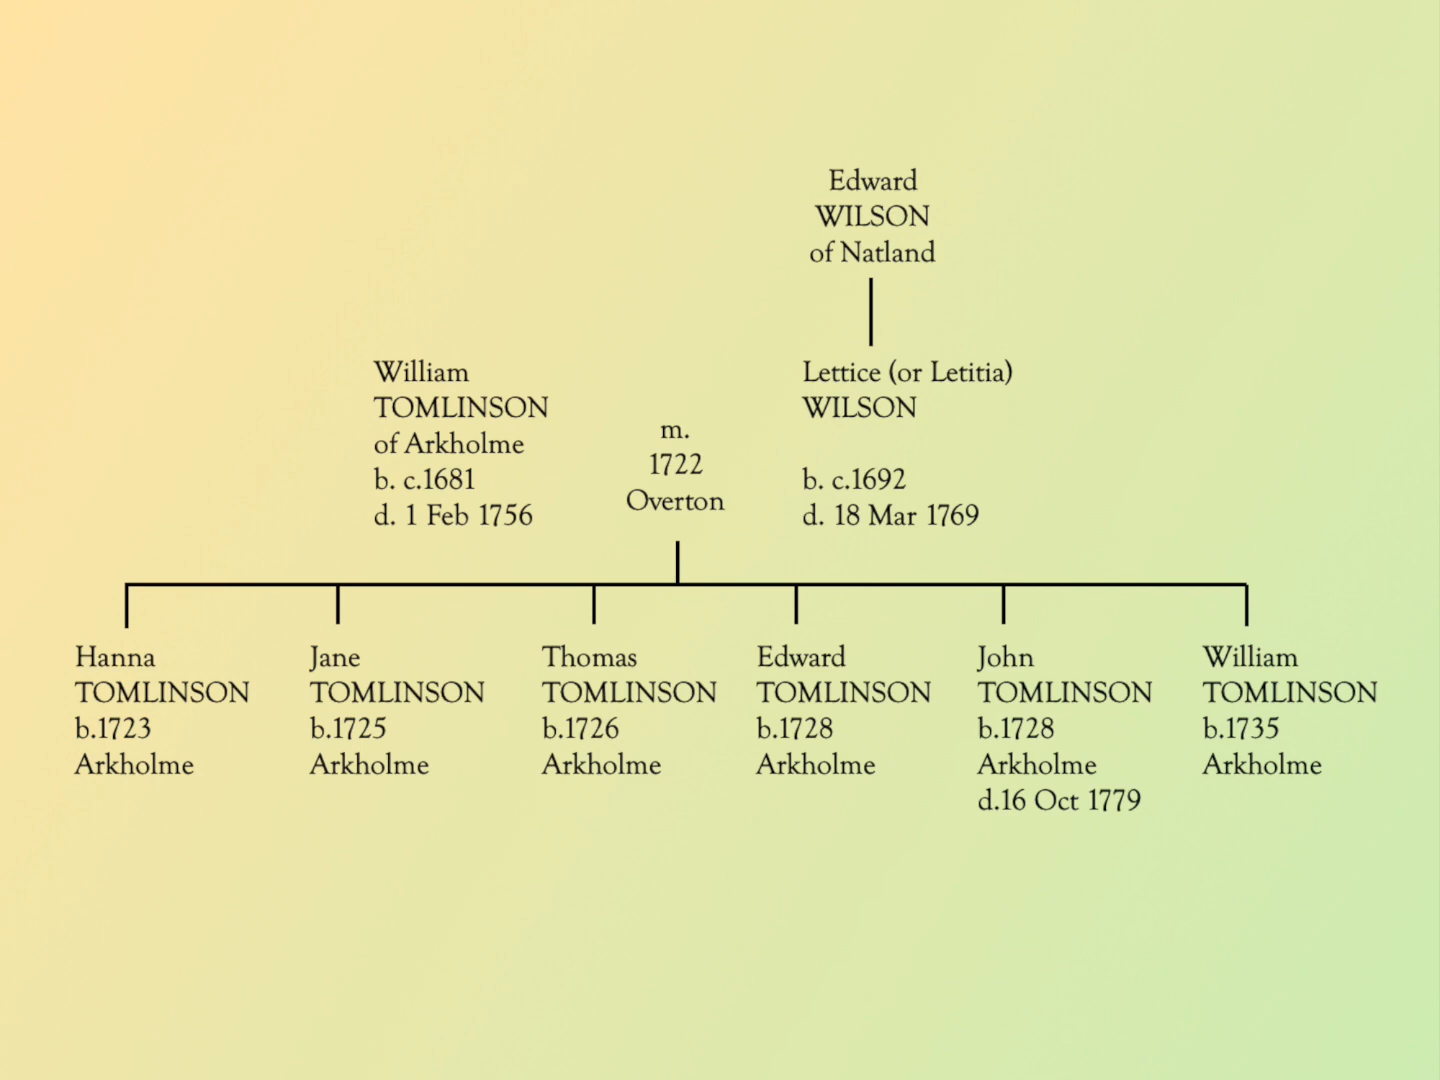 Edward
WILSON
of Natland
William
TOMLINSON
of Arkholme
b. c.1681
d. 1 Feb 1756
m.
1722
Overton
Lettice (or Letitia)
WILSON
b. c.1692
d. 18 Mar 1769
Hanna
TOMLINSON
b.1723
Arkholme
Jane
TOMLINSON
b.1725
Arkholme
Thomas
TOMLINSON
b.1726
Arkholme
Edward
TOMLINSON
b.1728
Arkholme
John
TOMLINSON
b.1728
Arkholme
d.16 Oct 1779
William
TOMLINSON
b.1735
Arkholme